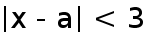 |x - a| < 3